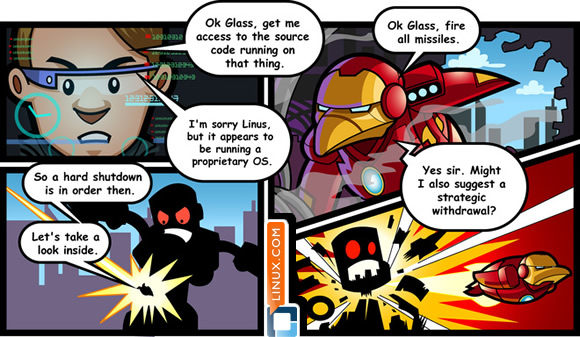 Ok Glass, get me
access to the source
code running on
that thing.
I'm sorry Linus,
but it appears to
be running a
proprietary OS.
Ok Glass, fire
all missiles.
Yes sir. Might
I also suggest a
strategic
withdrawal?
So a hard shutdown
is in order then.
Let's take a
look inside.
LINUX.COM